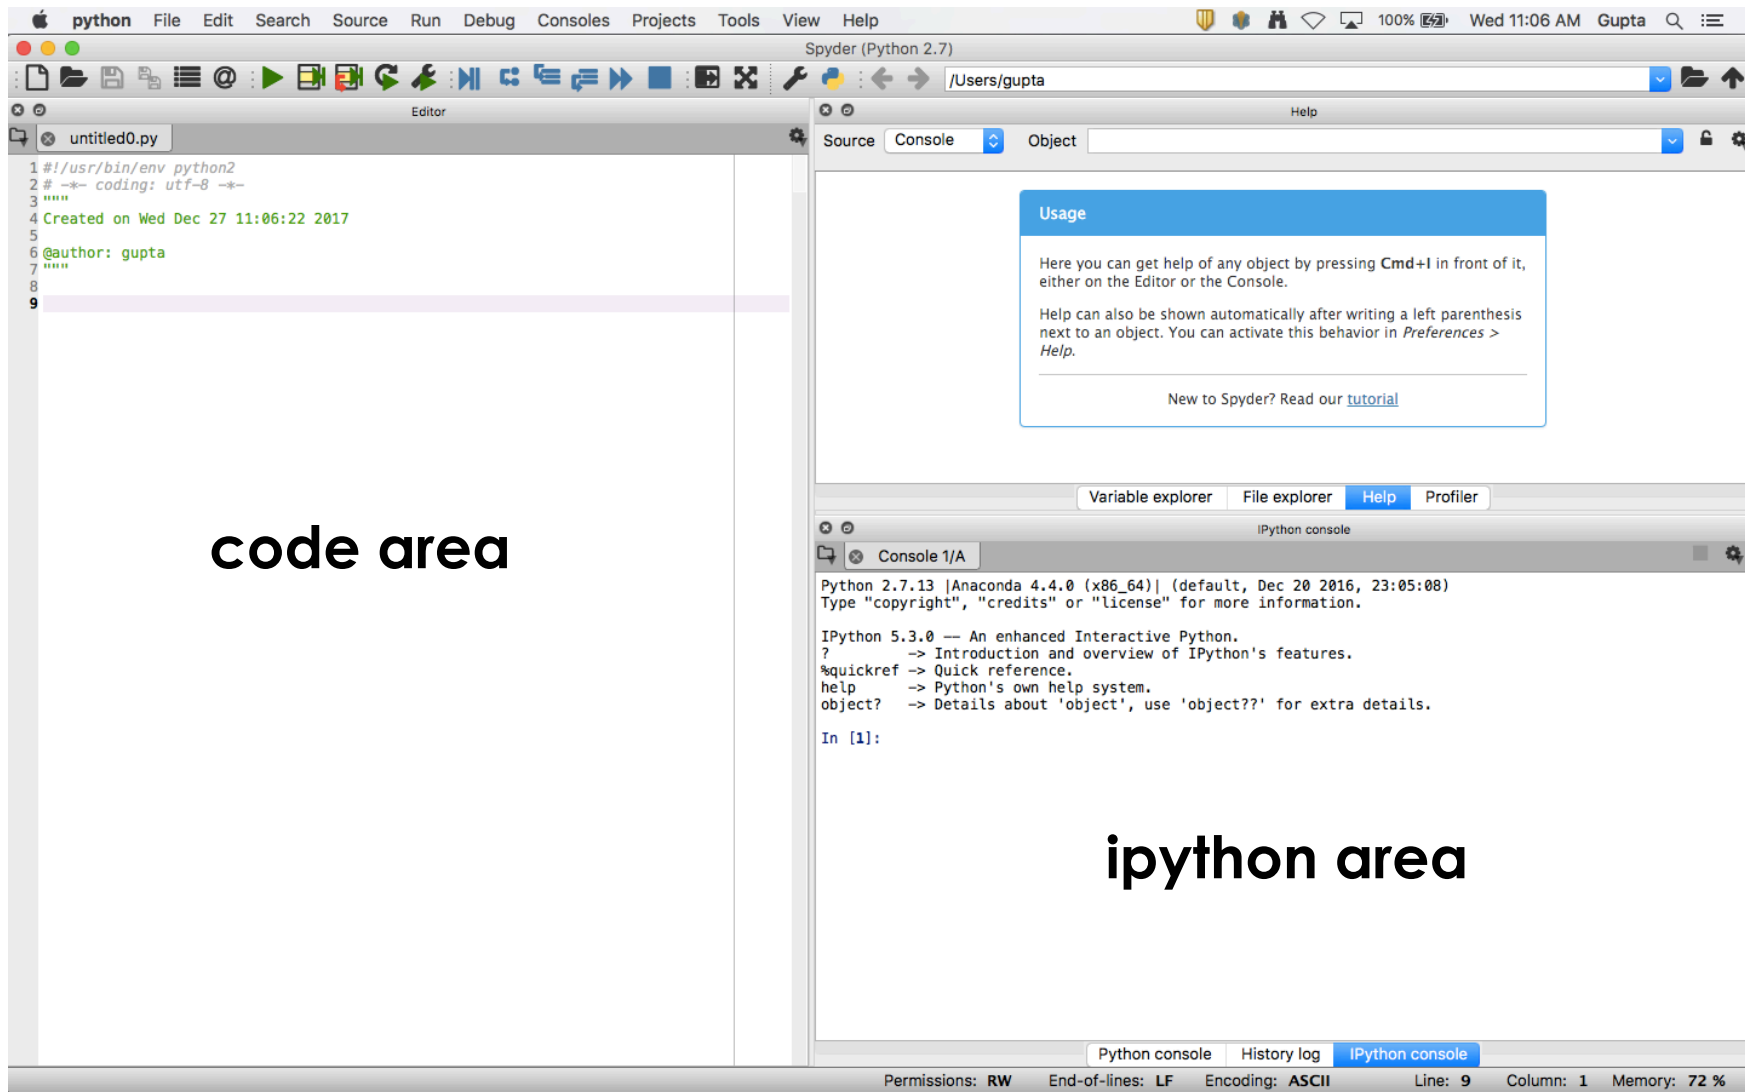 python File Edit Search Source Run Debug Consoles Projects Tools View Help 100% Wed 11:06 AM Gupta
Spyder (Python 2.7)
/Users/gupta
Editor
untitled0.py
1 #!/usr/bin/env python2
2 # -*- coding: utf-8 -*-
3 """
4 Created on Wed Dec 27 11:06:22 2017
5
6 @author: gupta
7 """
8
9
code area
Help
Source Console Object
Usage
Here you can get help of any object by pressing Cmd+I in front of it,
either on the Editor or the Console.
Help can also be shown automatically after writing a left parenthesis
next to an object. You can activate this behavior in Preferences >
Help.
New to Spyder? Read our tutorial
Variable explorer File explorer Help Profiler
IPython console
Console 1/A
Python 2.7.13 |Anaconda 4.4.0 (x86_64)| (default, Dec 20 2016, 23:05:08)
Type "copyright", "credits" or "license" for more information.
IPython 5.3.0 -- An enhanced Interactive Python.
? -> Introduction and overview of IPython's features.
%quickref -> Quick reference.
help -> Python's own help system.
object? -> Details about 'object', use 'object??' for extra details.
In [1]:
ipython area
Python console History log IPython console
Permissions: RW End-of-lines: LF Encoding: ASCII Line: 9 Column: 1 Memory: 72 %